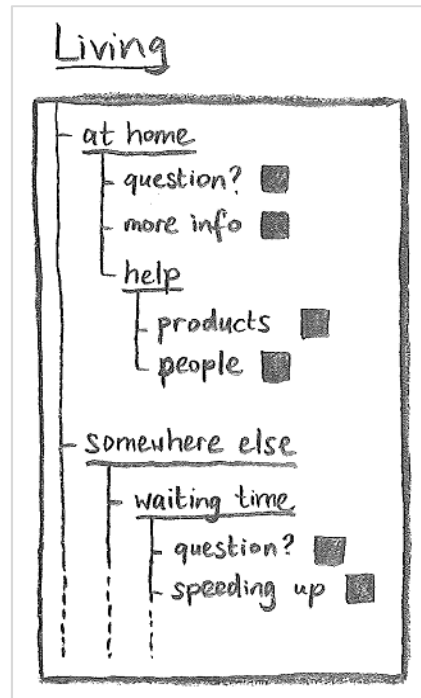 Living
at home
question?
more info
help
products
people
somewhere else
waiting time
question?
speeding up